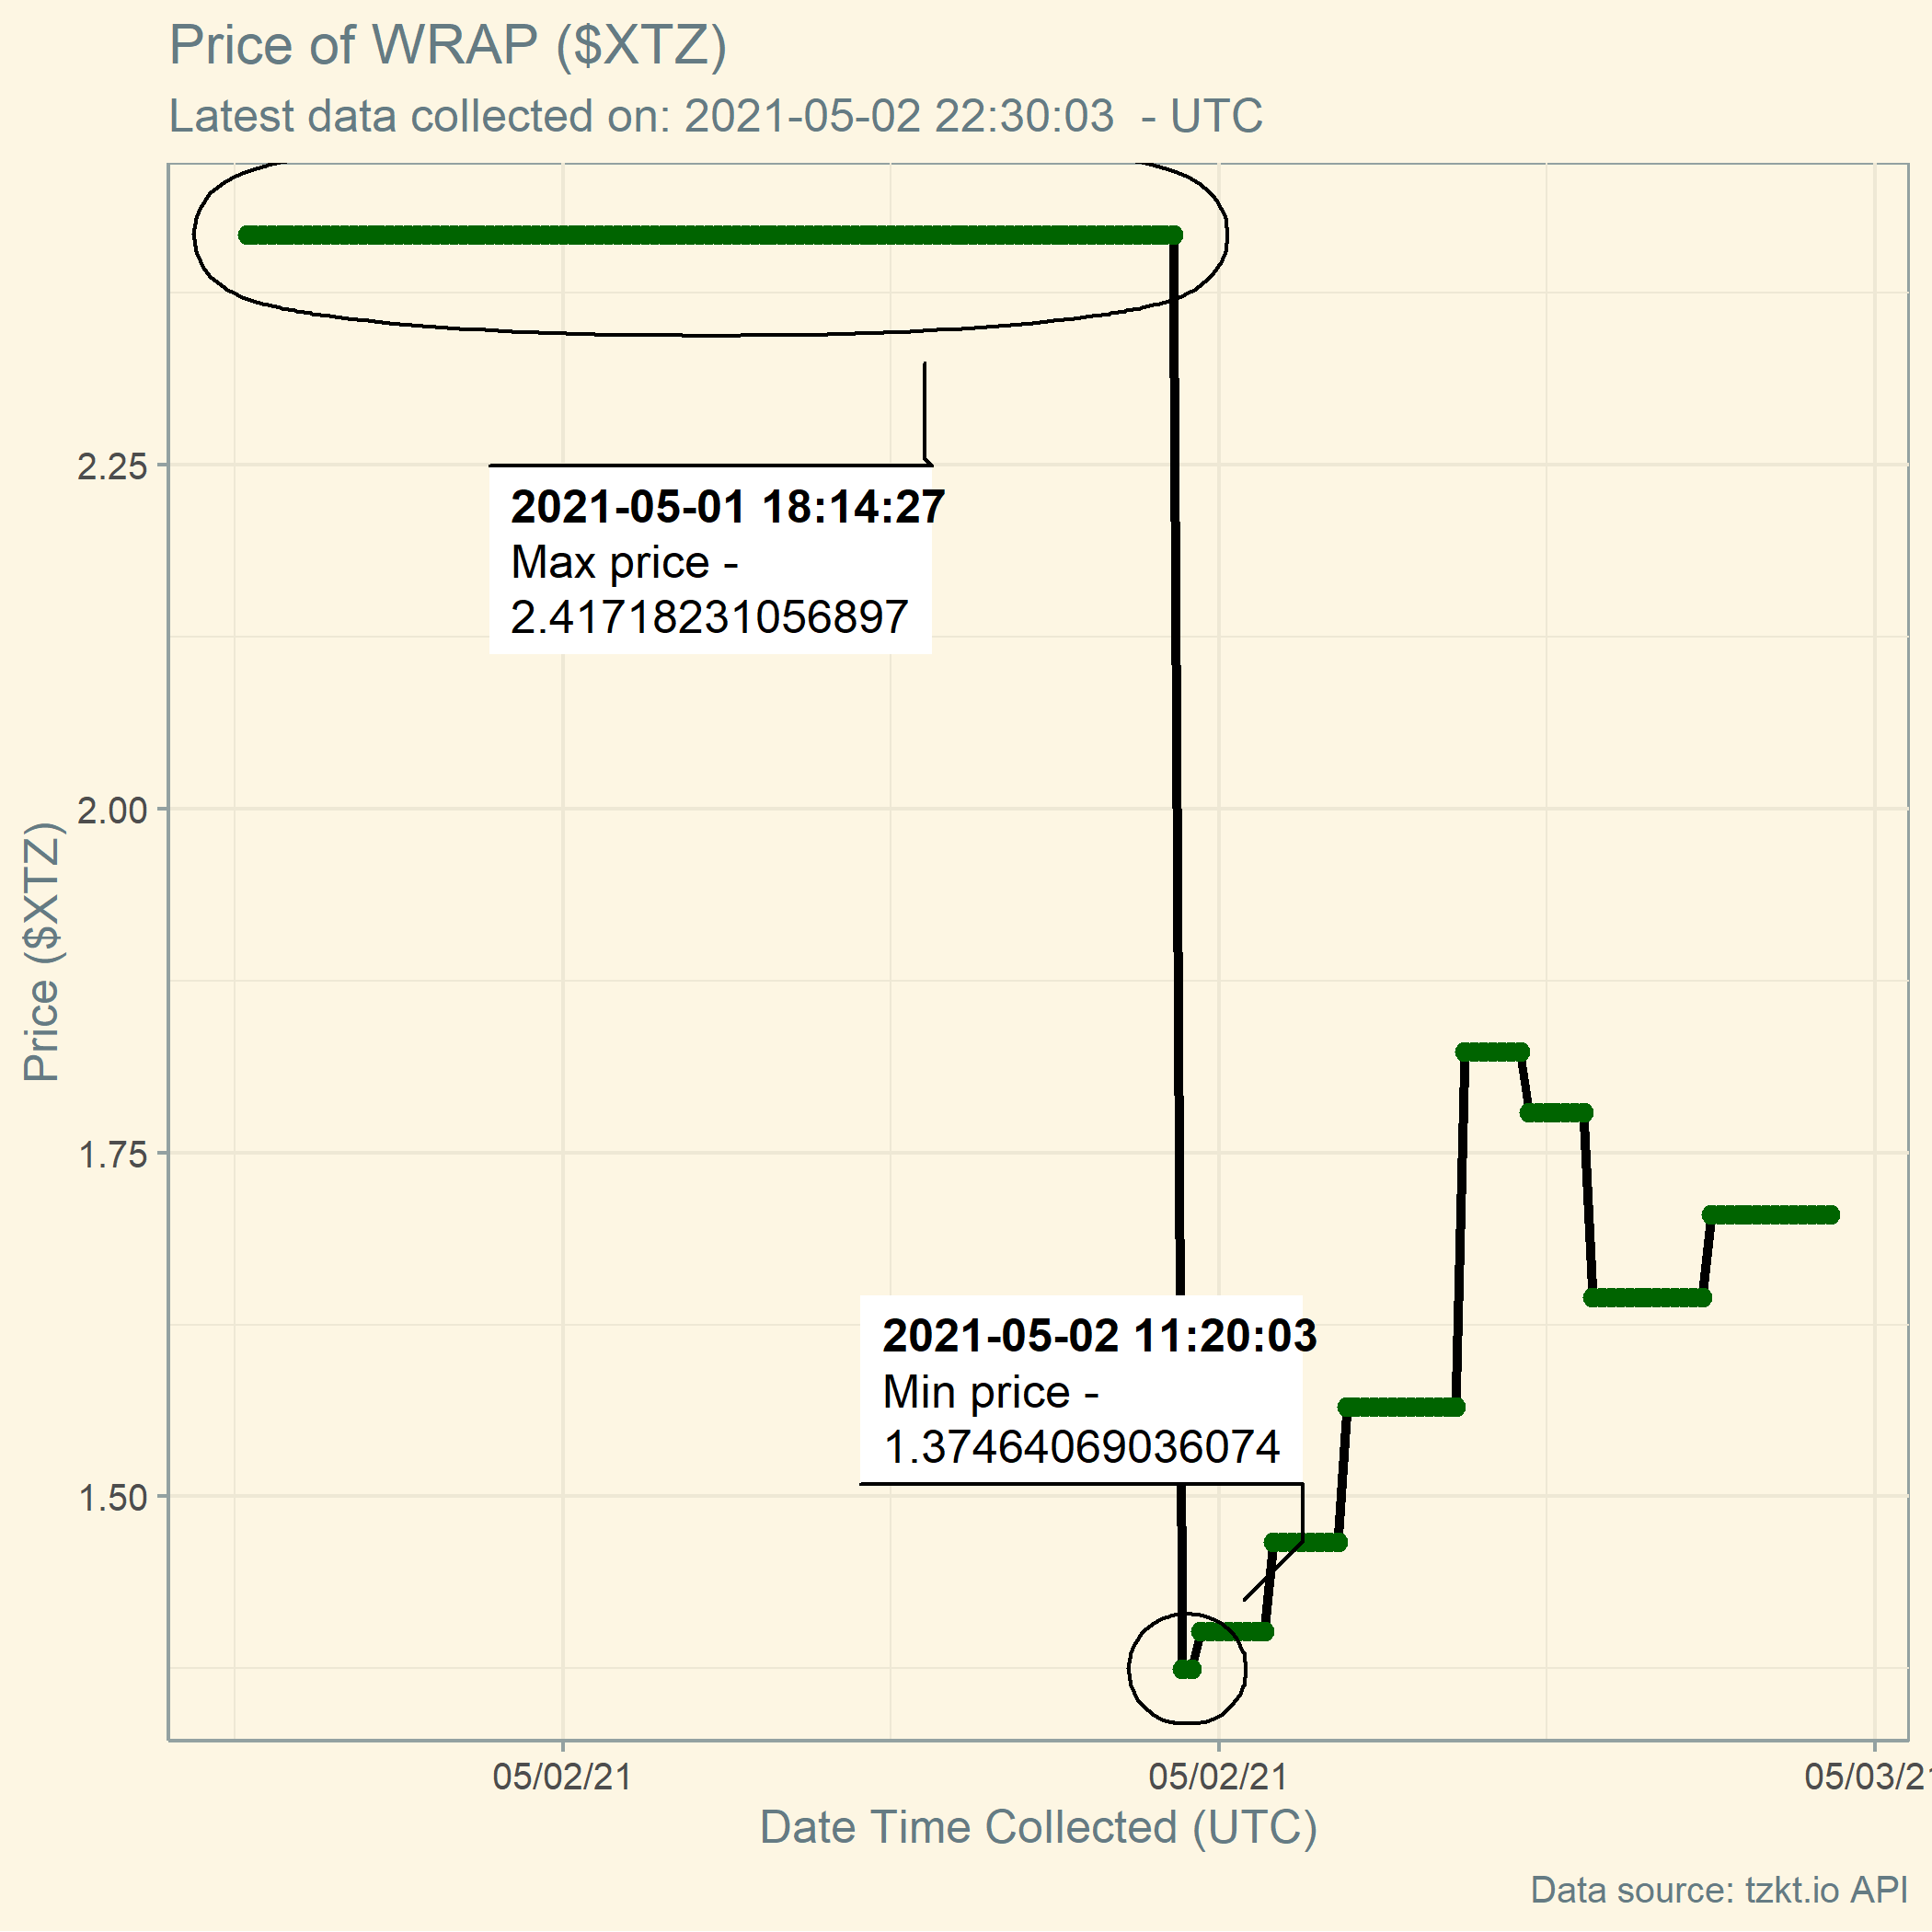 Price of WRAP ($XTZ)
Latest data collected on: 2021-05-02 22:30:03  - UTC
2.25
2021-05-01 18:14:27
Max price -
2.41718231056897
2.00
Price ($XTZ)
1.75
2021-05-02 11:20:03
Min price -
1.37464069036074
1.50
05/02/21
05/02/21
05/03/21
Date Time Collected (UTC)
Data source: tzkt.io API